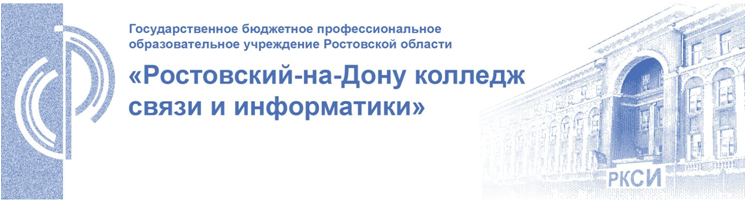 Государственное бюджетное профессиональное
образовательное учреждение Ростовской области
«Ростовский-на-Дону колледж
связи и информатики»
РКСИ